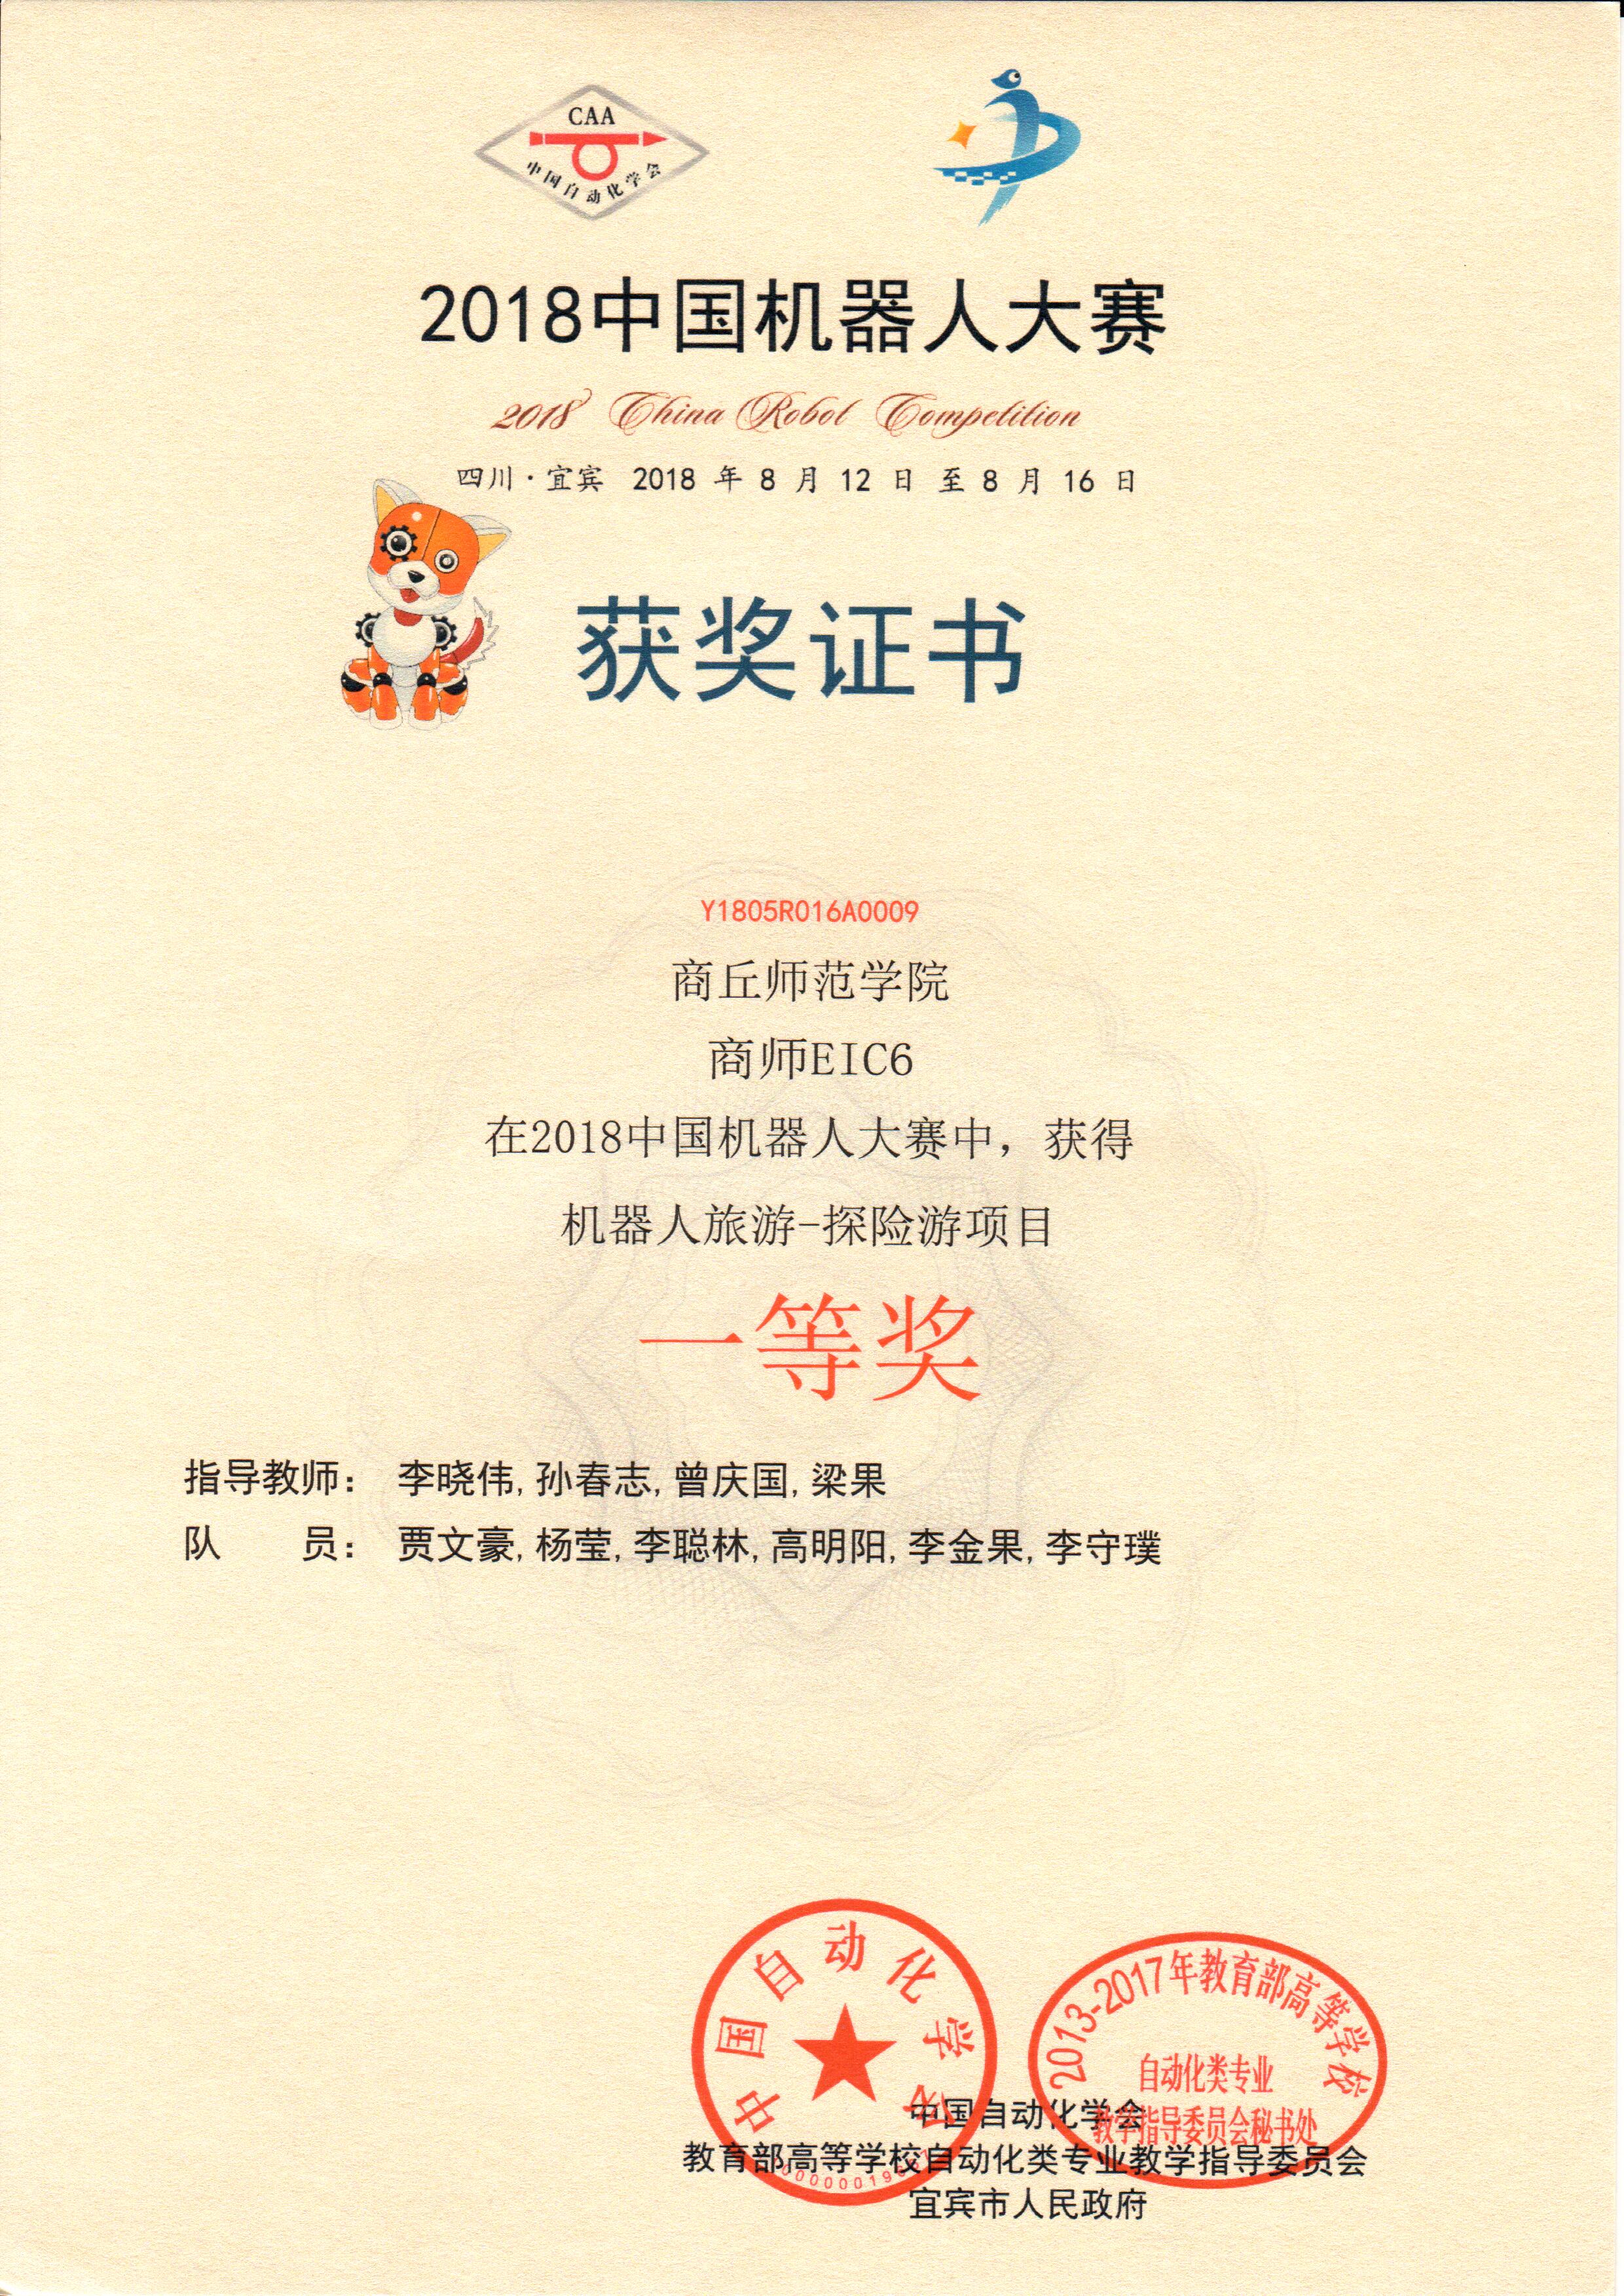 CAA
中国自动化学会
2018中国机器人大赛
2018 China Robot Competition
四川·宜宾 2018 年 8 月 12 日 至 8 月 16 日
获奖证书
Y1805R016A0009
商丘师范学院
商师EIC6
在2018中国机器人大赛中，获得
机器人旅游-探险游项目
一等奖
指导教师： 李晓伟, 孙春志, 曾庆国, 梁果
队 员： 贾文豪, 杨莹, 李聪林, 高明阳, 李金果, 李守璞
中国自动化学会
2013-2017年教育部高等学校
自动化类专业
教学指导委员会秘书处
中国自动化学会
教育部高等学校自动化类专业教学指导委员会
宜宾市人民政府